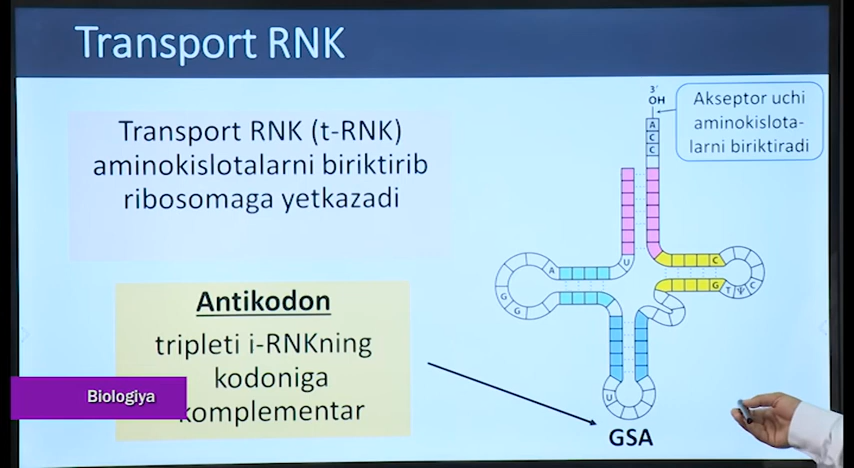 Transport RNK
Transport RNK (t-RNK)
aminokislotalarni biriktirib
ribosomaga yetkazadi
3'
OH
A
C
C
Akseptor uchi
aminokislota-
larni biriktiradi
U
A
G
G
C
G
T
Ψ
C
U
Antikodon
tripleti i-RNKning
kodoniga
komplementar
Biologiya
GSA